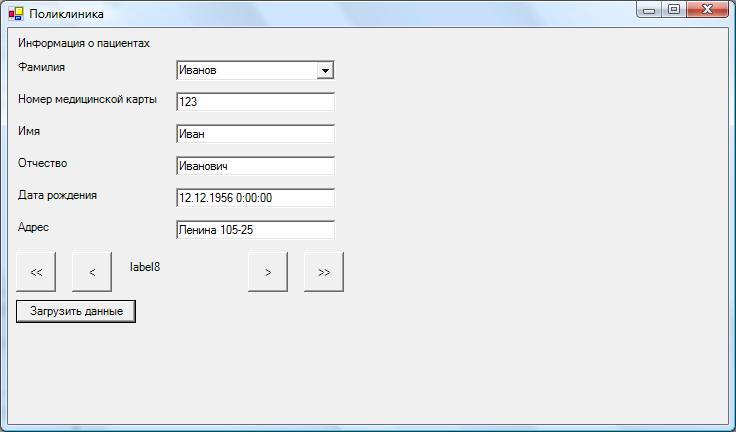 Поликлиника
Информация о пациентах
Фамилия Иванов
Номер медицинской карты 123
Имя Иван
Отчество Иванович
Дата рождения 12.12.1956 0:00:00
Адрес Ленина 105-25
<< < label8 > >>
Загрузить данные